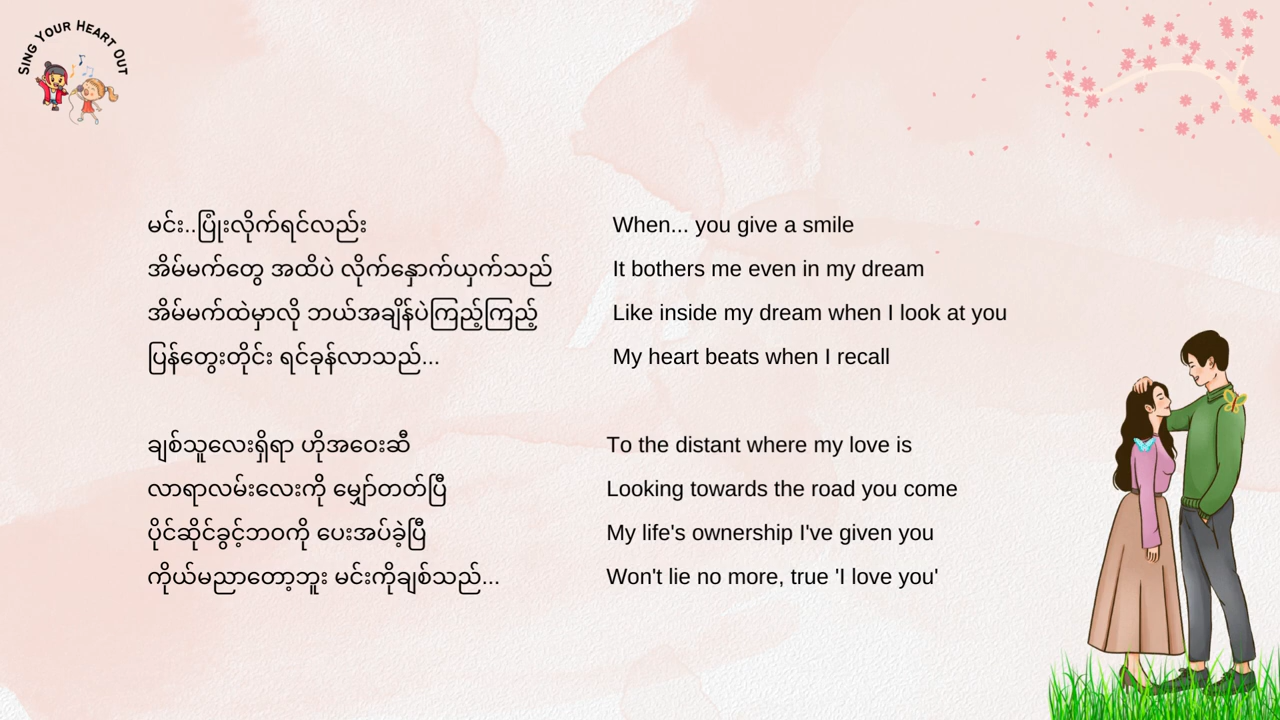 Sing Your Heart Out
မင်း..ပြုံးလိုက်ရင်လည်း
အိမ်မက်တွေ အထိပဲ လိုက်နှောက်ယှက်သည်
အိမ်မက်ထဲမှာလို ဘယ်အချိန်ပဲကြည့်ကြည့်
ပြန်တွေးတိုင်း ရင်ခုန်လာသည်...
ချစ်သူလေးရှိရာ ဟိုအဝေးဆီ
လာရာလမ်းလေးကို မျှော်တတ်ပြီ
ပိုင်ဆိုင်ခွင့်ဘဝကို ပေးအပ်ခဲ့ပြီ
ကိုယ်မညာတော့ဘူး မင်းကိုချစ်သည်...
When... you give a smile
It bothers me even in my dream
Like inside my dream when I look at you
My heart beats when I recall
To the distant where my love is
Looking towards the road you come
My life's ownership I've given you
Won't lie no more, true 'I love you'